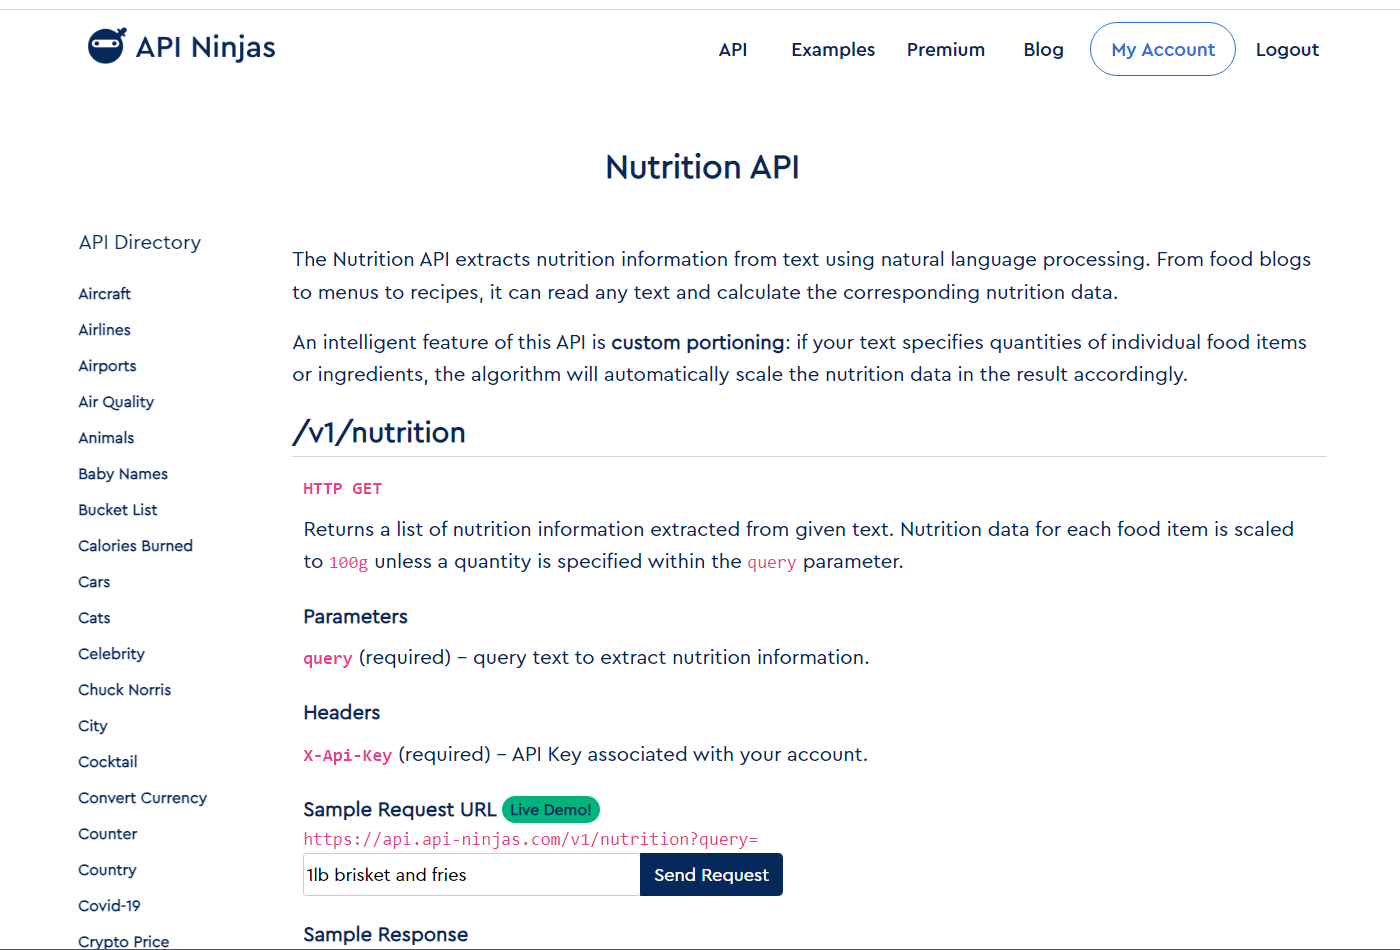 API Ninjas
API
Examples
Premium
Blog
My Account
Logout
Nutrition API
API Directory
Aircraft
Airlines
Airports
Air Quality
Animals
Baby Names
Bucket List
Calories Burned
Cars
Cats
Celebrity
Chuck Norris
City
Cocktail
Convert Currency
Counter
Country
Covid-19
Crypto Price
The Nutrition API extracts nutrition information from text using natural language processing. From food blogs
to menus to recipes, it can read any text and calculate the corresponding nutrition data.
An intelligent feature of this API is custom portioning: if your text specifies quantities of individual food items
or ingredients, the algorithm will automatically scale the nutrition data in the result accordingly.
/v1/nutrition
HTTP GET
Returns a list of nutrition information extracted from given text. Nutrition data for each food item is scaled
to 100g unless a quantity is specified within the query parameter.
Parameters
query (required) – query text to extract nutrition information.
Headers
X-Api-Key (required) – API Key associated with your account.
Sample Request URL Live Demo!
https://api.api-ninjas.com/v1/nutrition?query=
1lb brisket and fries
Send Request
Sample Response